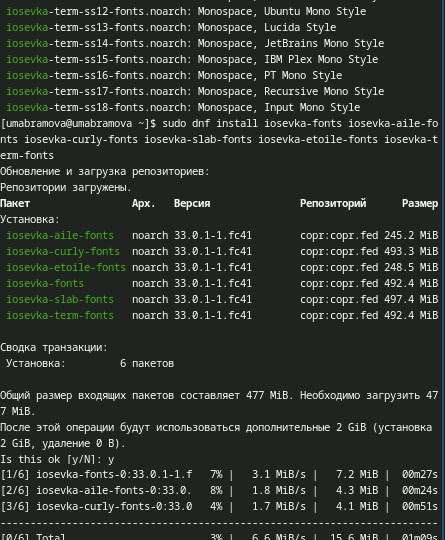 iosevka-term-ss12-fonts.noarch: Monospace, Ubuntu Mono Style
iosevka-term-ss13-fonts.noarch: Monospace, Lucida Style
iosevka-term-ss14-fonts.noarch: Monospace, JetBrains Mono Style
iosevka-term-ss15-fonts.noarch: Monospace, IBM Plex Mono Style
iosevka-term-ss16-fonts.noarch: Monospace, PT Mono Style
iosevka-term-ss17-fonts.noarch: Monospace, Recursive Mono Style
iosevka-term-ss18-fonts.noarch: Monospace, Input Mono Style
[umabramova@umabramova ~]$ sudo dnf install iosevka-fonts iosevka-aile-fo
nts iosevka-curly-fonts iosevka-slab-fonts iosevka-etoile-fonts iosevka-t
erm-fonts
Обновление и загрузка репозиториев:
Репозитории загружены.
Пакет Арх. Версия Репозиторий Размер
Установка:
iosevka-aile-fonts noarch 33.0.1-1.fc41 copr:copr.fed 245.2 MiB
iosevka-curly-fonts noarch 33.0.1-1.fc41 copr:copr.fed 493.3 MiB
iosevka-etoile-fonts noarch 33.0.1-1.fc41 copr:copr.fed 248.5 MiB
iosevka-fonts noarch 33.0.1-1.fc41 copr:copr.fed 492.4 MiB
iosevka-slab-fonts noarch 33.0.1-1.fc41 copr:copr.fed 497.4 MiB
iosevka-term-fonts noarch 33.0.1-1.fc41 copr:copr.fed 492.4 MiB
Сводка транзакции:
Установка: 6 пакетов
Общий размер входящих пакетов составляет 477 MiB. Необходимо загрузить 47
7 MiB.
После этой операции будут использоваться дополнительные 2 GiB (установка
2 GiB, удаление 0 B).
Is this ok [y/N]: y
[1/6] iosevka-fonts-0:33.0.1-1.f 7% | 3.1 MiB/s | 7.2 MiB | 00m27s
[2/6] iosevka-aile-fonts-0:33.0. 8% | 1.8 MiB/s | 4.3 MiB | 00m24s
[3/6] iosevka-curly-fonts-0:33.0 4% | 1.7 MiB/s | 4.1 MiB | 00m51s
-------------------------------------------------------------------------
[0/6] Total 3% | 6.6 MiB/s | 15.6 MiB | 01m09s